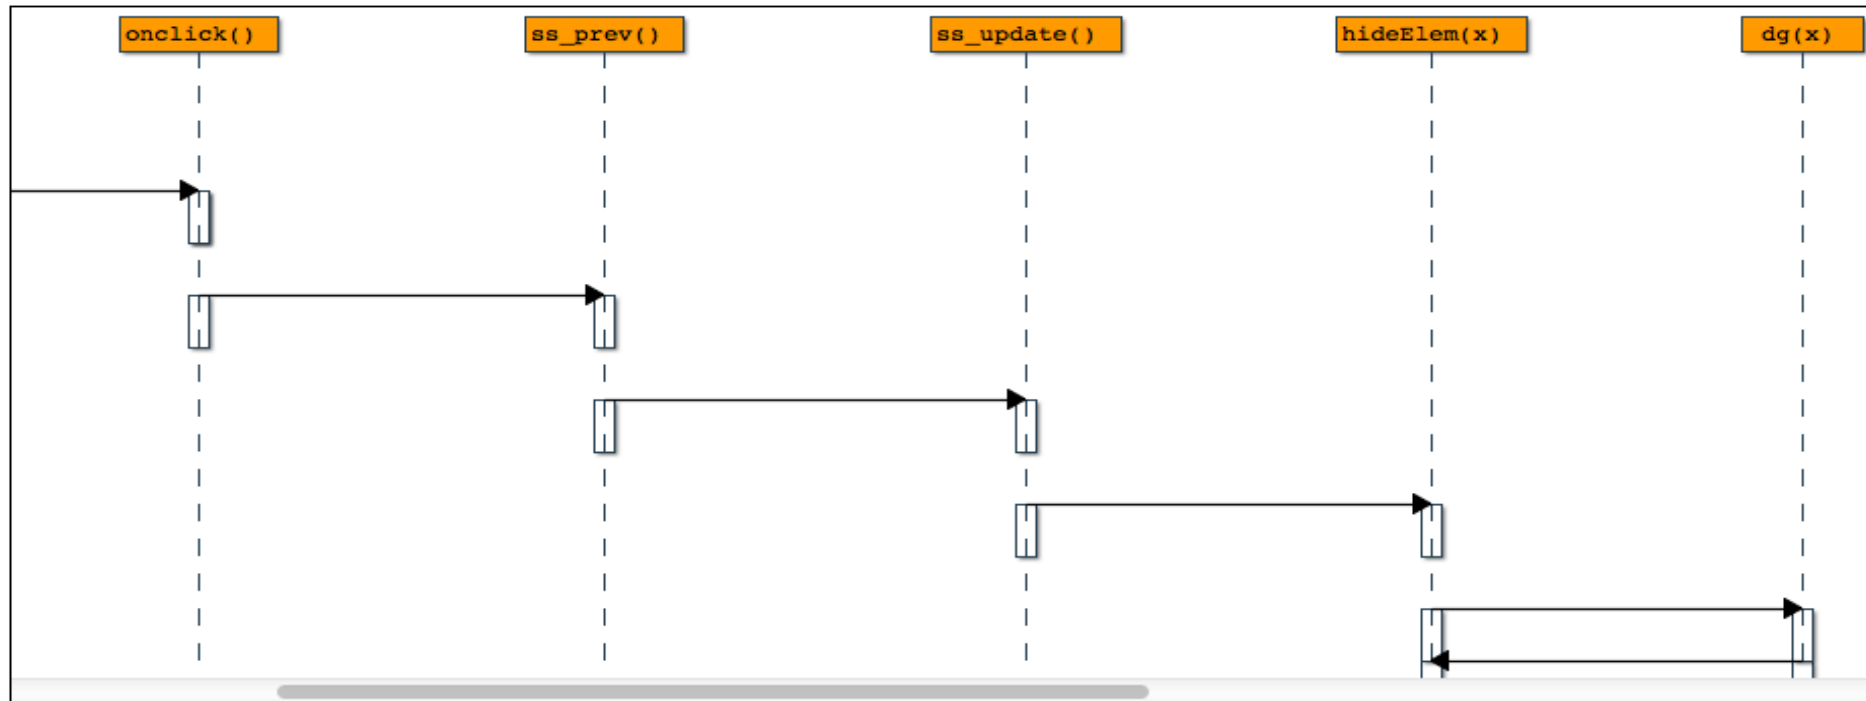 onclick()
ss_prev()
ss_update()
hideElem(x)
dg(x)